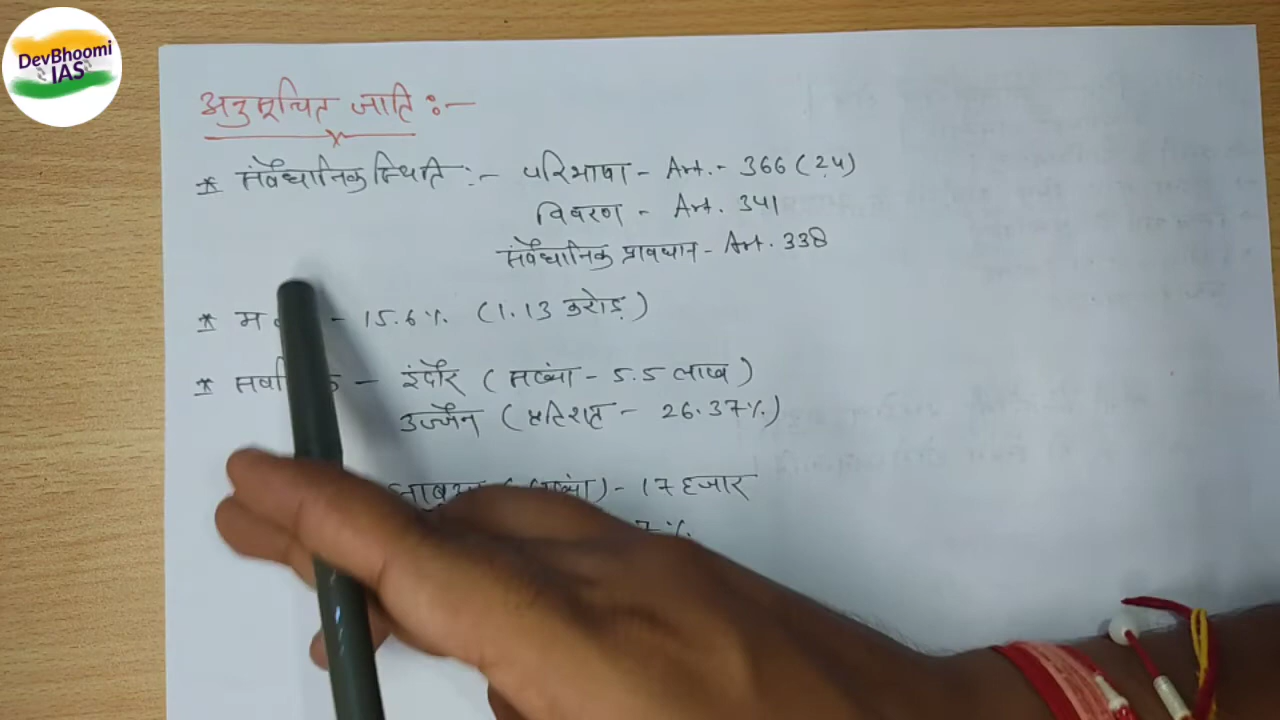 DevBhoomi
IAS
अनुसूचित जाति :-
* संवैधानिक स्थिति :- परिभाषा - Art. - 366 (24)
विवरण - Art. 341
संवैधानिक प्रावधान - Art. 338
* म - 15.6% (1.13 करोड़)
* - इंदौर (संख्या - 5.5 लाख)
उज्जैन (प्रतिशत - 26.37%)
- 17 हजार
7%